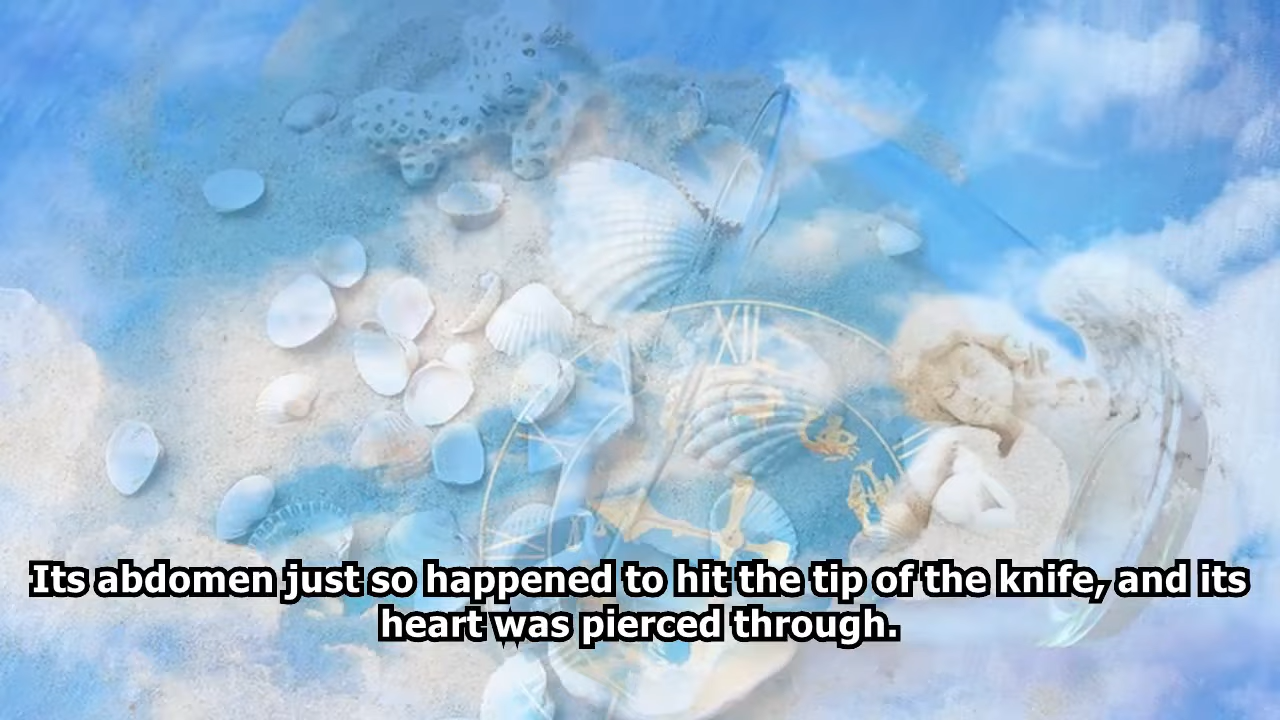 Its abdomen just so happened to hit the tip of the knife, and its
heart was pierced through.